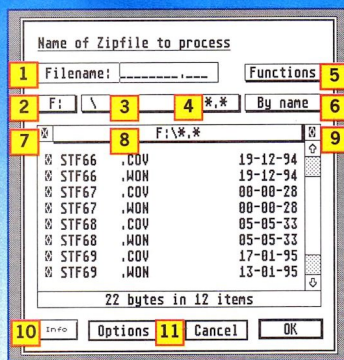 Name of Zipfile to process
1 Filename: ________.___ Functions 5
2 F: \ 3 4 *.* By name 6
7 8 F:\*.* 9
STF66 .COV 19-12-94
STF66 .WON 19-12-94
STF67 .COV 00-00-28
STF67 .WON 00-00-28
STF68 .COV 05-05-33
STF68 .WON 05-05-33
STF69 .COV 17-01-95
STF69 .WON 13-01-95
22 bytes in 12 items
10 Info Options 11 Cancel OK